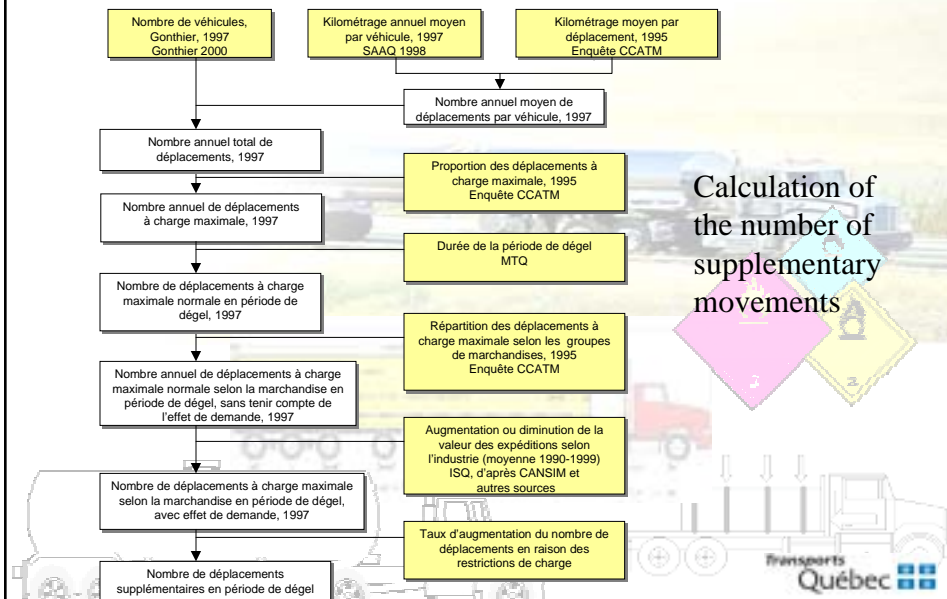 Nombre de véhicules,
Gonthier, 1997
Gonthier 2000
Kilométrage annuel moyen
par véhicule, 1997
SAAQ 1998
Kilométrage moyen par
déplacement, 1995
Enquête CCATM
Nombre annuel moyen de
déplacements par véhicule, 1997
Nombre annuel total de
déplacements, 1997
Proportion des déplacements à
charge maximale, 1995
Enquête CCATM
Nombre annuel de déplacements
à charge maximale, 1997
Durée de la période de dégel
MTQ
Nombre de déplacements à charge
maximale normale en période de
dégel, 1997
Répartition des déplacements à
charge maximale selon les groupes
de marchandises, 1995
Enquête CCATM
Nombre annuel de déplacements à charge
maximale normale selon la marchandise en
période de dégel, sans tenir compte de
l'effet de demande, 1997
Augmentation ou diminution de la
valeur des expéditions selon
l'industrie (moyenne 1990-1999)
ISQ, d'après CANSIM et
autres sources
Nombre de déplacements à charge maximale
selon la marchandise en période de dégel,
avec effet de demande, 1997
Taux d'augmentation du nombre de
déplacements en raison des
restrictions de charge
Nombre de déplacements
supplémentaires en période de dégel
Calculation of
the number of
supplementary
movements
3
2
Transports
Québec